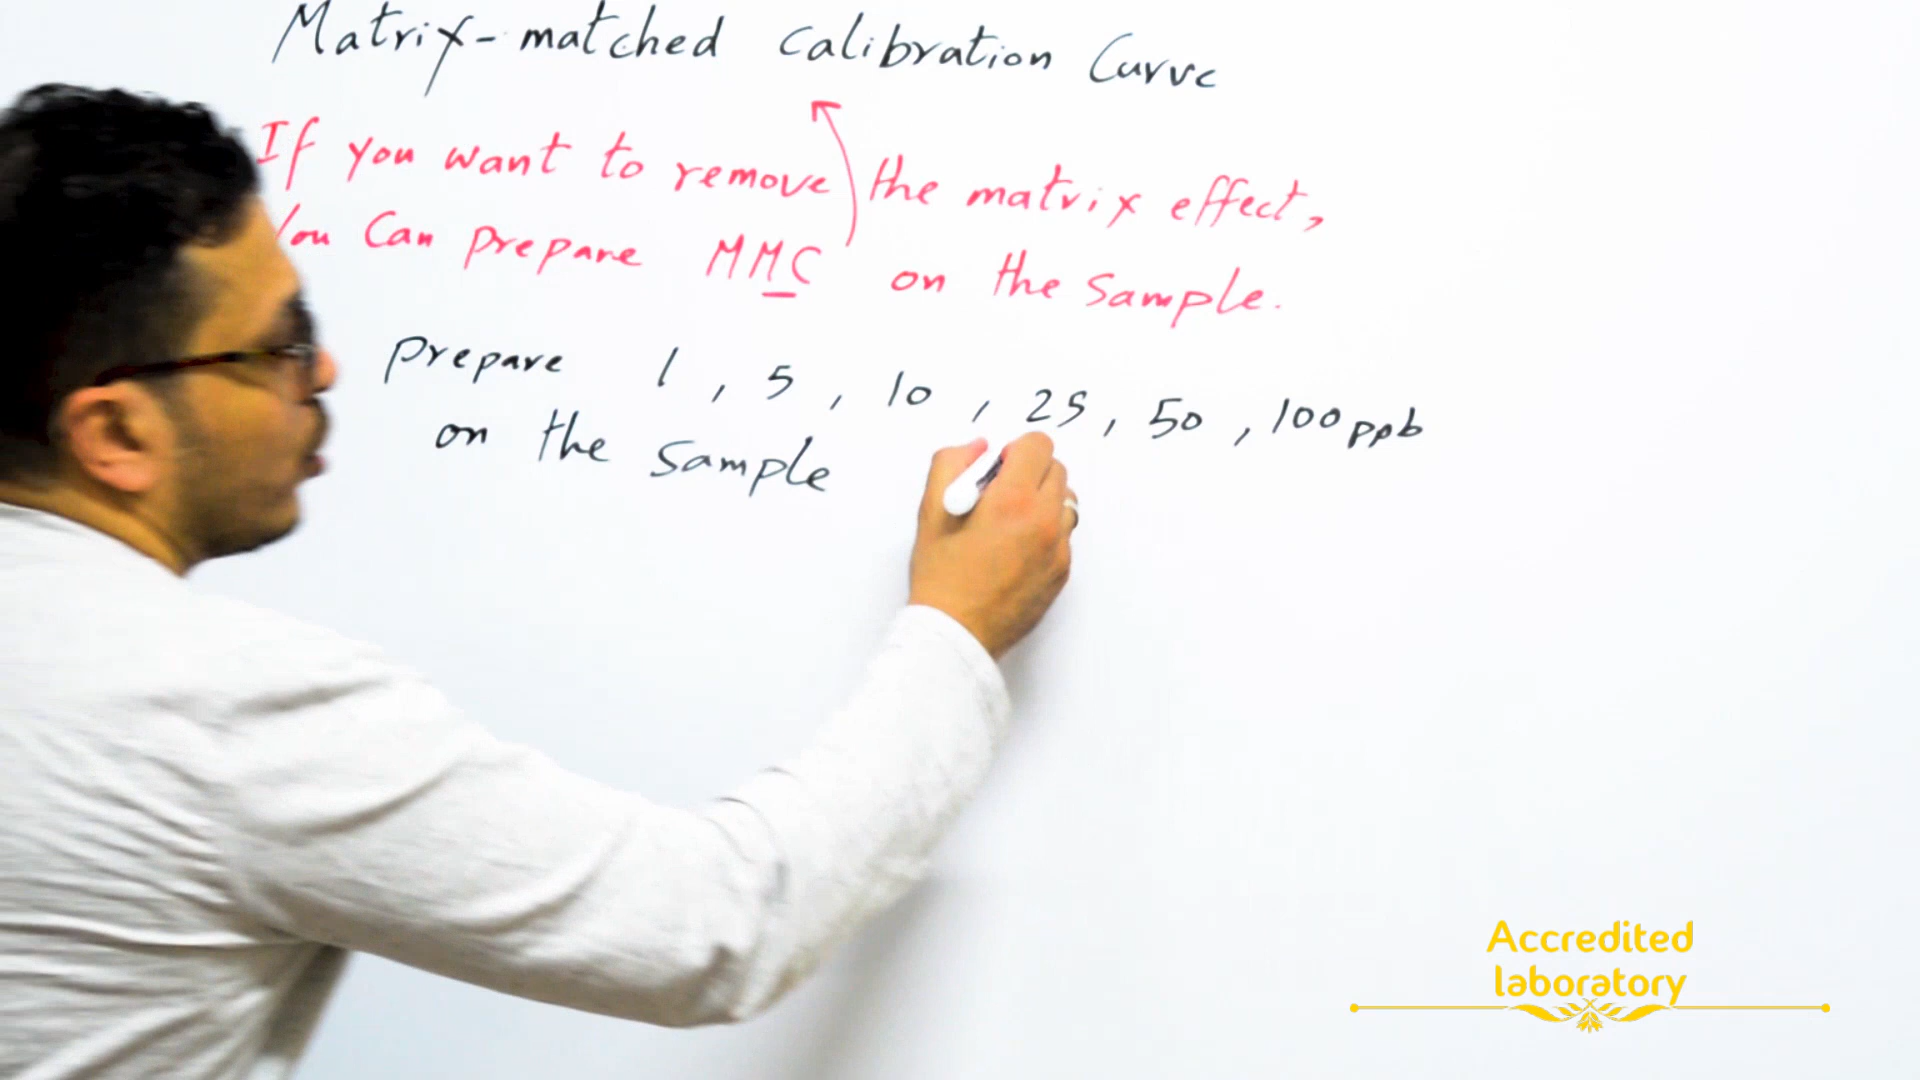 Matrix-matched Calibration Curve
If you want to remove the matrix effect,
You Can prepare MMC on the sample.
prepare 1, 5, 10, 25, 50, 100 ppb
on the sample
Accredited
laboratory